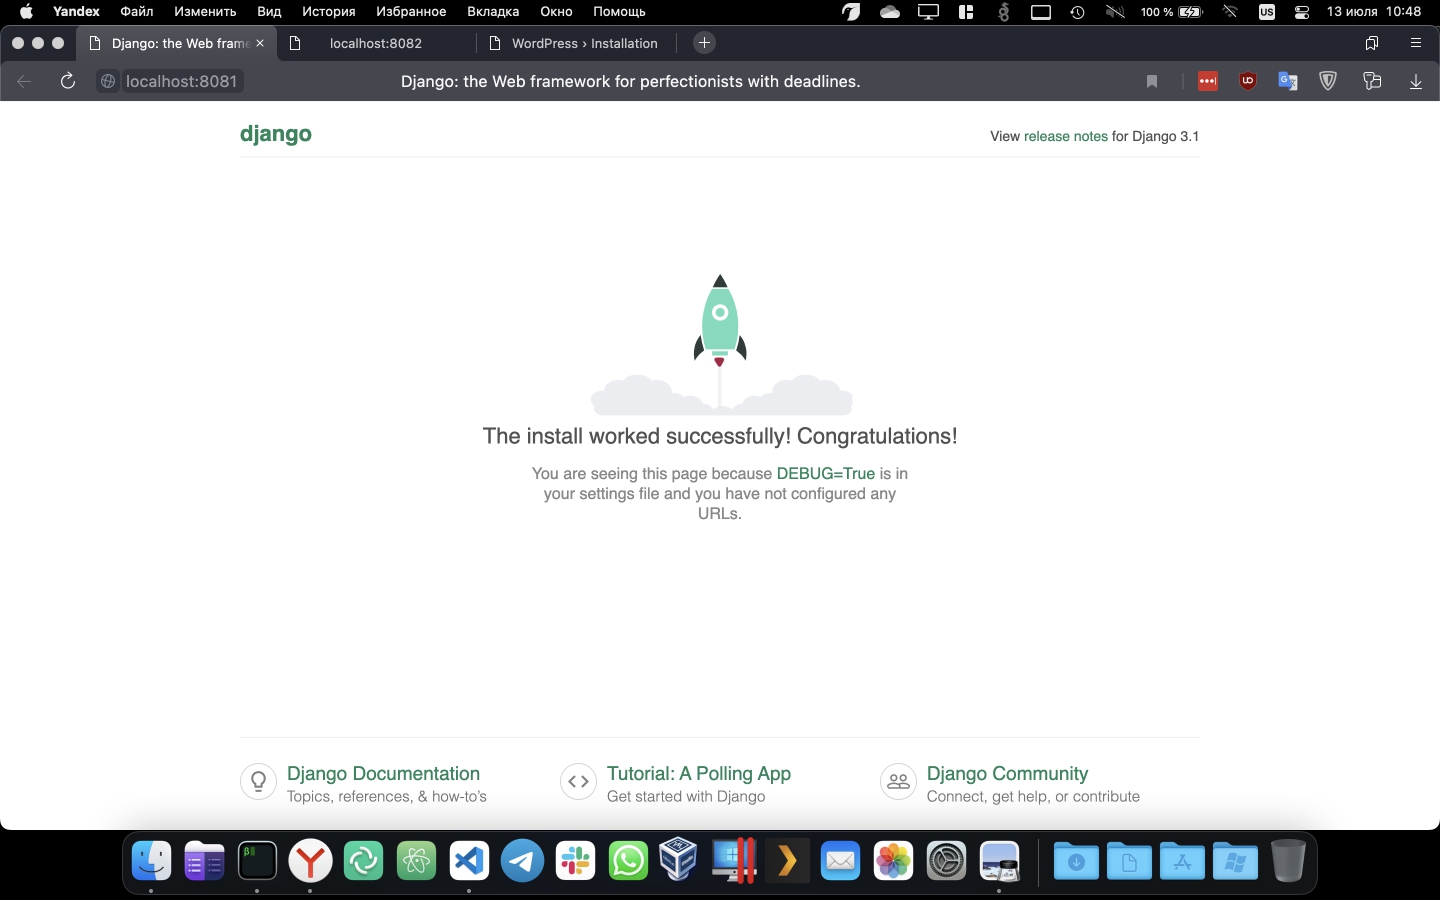 Yandex Файл Изменить Вид История Избранное Вкладка Окно Помощь 100 % US 13 июля 10:48
Django: the Web frame localhost:8082 WordPress › Installation
localhost:8081 Django: the Web framework for perfectionists with deadlines.
django
View release notes for Django 3.1
The install worked successfully! Congratulations!
You are seeing this page because DEBUG=True is in
your settings file and you have not configured any
URLs.
Django Documentation
Topics, references, & how-to's
Tutorial: A Polling App
Get started with Django
Django Community
Connect, get help, or contribute